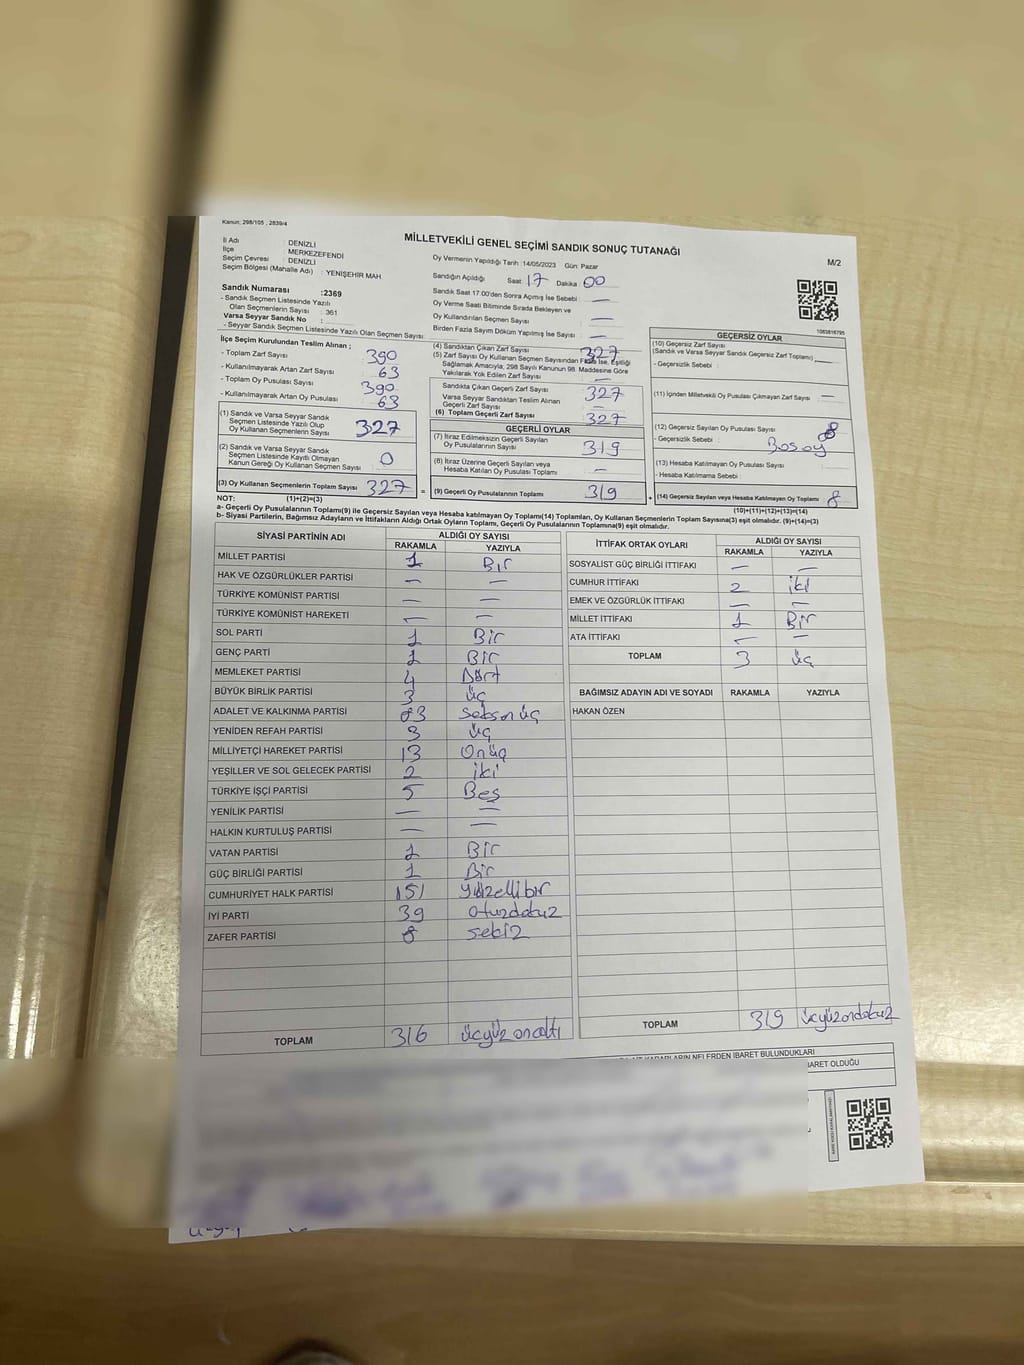 Kanun: 298/105 , 2839/4
MİLLETVEKİLİ GENEL SEÇİMİ SANDIK SONUÇ TUTANAĞI
M/2
İl Adı : DENİZLİ
İlçe : MERKEZEFENDİ
Seçim Çevresi : DENİZLİ
Seçim Bölgesi (Mahalle Adı) : YENİŞEHİR MAH.
Sandık Numarası :2369
- Sandık Seçmen Listesinde Yazılı
Olan Seçmenlerin Sayısı : 361
Varsa Seyyar Sandık No :
- Seyyar Sandık Seçmen Listesinde Yazılı Olan Seçmen Sayısı :
Oy Vermenin Yapıldığı Tarih :14/05/2023 Gün: Pazar
Sandığın Açıldığı Saat 17 Dakika 00
Sandık Saat 17:00'den Sonra Açılmış İse Sebebi : —
Oy Verme Saati Bitiminde Sırada Bekleyen ve
Oy Kullandırılan Seçmen Sayısı : —
Birden Fazla Sayım Döküm Yapılmış İse Sayısı : —
1083816795
İlçe Seçim Kurulundan Teslim Alınan ;
- Toplam Zarf Sayısı : 390
- Kullanılmayarak Artan Zarf Sayısı : 63
- Toplam Oy Pusulası Sayısı : 390
- Kullanılmayarak Artan Oy Pusulası : 63
(1) Sandık ve Varsa Seyyar Sandık
Seçmen Listesinde Yazılı Olup
Oy Kullanan Seçmenlerin Sayısı : 327
(2) Sandık ve Varsa Seyyar Sandık
Seçmen Listesinde Kayıtlı Olmayan
Kanun Gereği Oy Kullanan Seçmen Sayısı : 0
(3) Oy Kullanan Seçmenlerin Toplam Sayısı : 327
(4) Sandıktan Çıkan Zarf Sayısı : 327
(5) Zarf Sayısı Oy Kullanan Seçmen Sayısından Fazla İse, Eşitliği
Sağlamak Amacıyla; 298 Sayılı Kanunun 98. Maddesine Göre
Yakılarak Yok Edilen Zarf Sayısı : —
Sandıkta Çıkan Geçerli Zarf Sayısı : 327
Varsa Seyyar Sandıktan Teslim Alınan
Geçerli Zarf Sayısı : —
(6) Toplam Geçerli Zarf Sayısı : 327
GEÇERLİ OYLAR
(7) İtiraz Edilmeksizin Geçerli Sayılan
Oy Pusulalarının Sayısı : 319
(8) İtiraz Üzerine Geçerli Sayılan veya
Hesaba Katılan Oy Pusulası Toplamı : —
= (9) Geçerli Oy Pusulalarının Toplamı : 319
GEÇERSİZ OYLAR
(10) Geçersiz Zarf Sayısı
(Sandık ve Varsa Seyyar Sandık Geçersiz Zarf Toplamı) : —
- Geçersizlik Sebebi :
(11) İçinden Milletvekili Oy Pusulası Çıkmayan Zarf Sayısı : —
(12) Geçersiz Sayılan Oy Pusulası Sayısı : 8
- Geçersizlik Sebebi : Boş oy
(13) Hesaba Katılmayan Oy Pusulası Sayısı :
- Hesaba Katılmama Sebebi :
+ (14) Geçersiz Sayılan veya Hesaba Katılmayan Oy Toplamı : 8
NOT: (1)+(2)=(3) (10)+(11)+(12)+(13)=(14)
a- Geçerli Oy Pusulalarının Toplamı(9) ile Geçersiz Sayılan veya Hesaba Katılmayan Oy Toplamı(14) Toplamları, Oy Kullanan Seçmenlerin Toplam Sayısına(3) eşit olmalıdır. (9)+(14)=(3)
b- Siyasi Partilerin, Bağımsız Adayların ve İttifakların Aldığı Ortak Oyların Toplamı, Geçerli Oy Pusulalarının Toplamına(9) eşit olmalıdır.
SİYASİ PARTİNİN ADI ALDIĞI OY SAYISI
RAKAMLA YAZIYLA
MİLLET PARTİSİ 1 Bir
HAK VE ÖZGÜRLÜKLER PARTİSİ — —
TÜRKİYE KOMÜNİST PARTİSİ — —
TÜRKİYE KOMÜNİST HAREKETİ — —
SOL PARTİ 1 Bir
GENÇ PARTİ 1 Bir
MEMLEKET PARTİSİ 4 Dört
BÜYÜK BİRLİK PARTİSİ 3 üç
ADALET VE KALKINMA PARTİSİ 83 seksen üç
YENİDEN REFAH PARTİSİ 3 üç
MİLLİYETÇİ HAREKET PARTİSİ 13 Onüç
YEŞİLLER VE SOL GELECEK PARTİSİ 2 iki
TÜRKİYE İŞÇİ PARTİSİ 5 Beş
YENİLİK PARTİSİ — —
HALKIN KURTULUŞ PARTİSİ — —
VATAN PARTİSİ 1 Bir
GÜÇ BİRLİĞİ PARTİSİ 1 Bir
CUMHURİYET HALK PARTİSİ 151 yüzellibir
İYİ PARTİ 39 otuzdokuz
ZAFER PARTİSİ 8 sekiz
TOPLAM 316 üçyüz onaltı
İTTİFAK ORTAK OYLARI ALDIĞI OY SAYISI
RAKAMLA YAZIYLA
SOSYALİST GÜÇ BİRLİĞİ İTTİFAKI — —
CUMHUR İTTİFAKI 2 iki
EMEK VE ÖZGÜRLÜK İTTİFAKI — —
MİLLET İTTİFAKI 1 Bir
ATA İTTİFAKI — —
TOPLAM 3 üç
BAĞIMSIZ ADAYIN ADI VE SOYADI RAKAMLA YAZIYLA
HAKAN ÖZEN
TOPLAM 319 üçyüzondokuz
NELERDEN İBARET BULUNDUKLARI
İBARET OLDUĞU